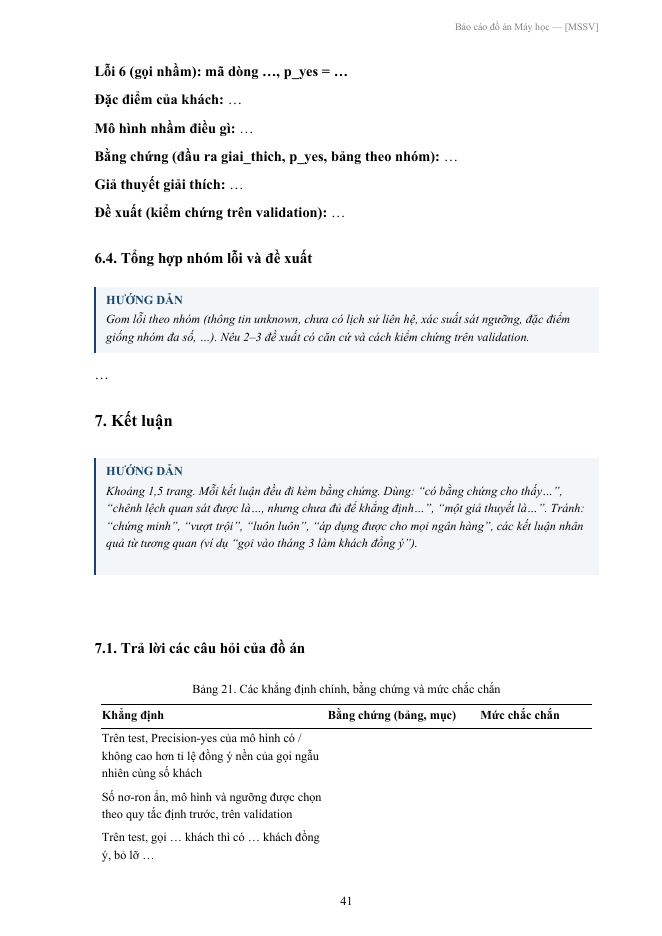 Báo cáo đồ án Máy học — [MSSV]
Lỗi 6 (gọi nhầm): mã dòng …, p_yes = …
Đặc điểm của khách: …
Mô hình nhầm điều gì: …
Bằng chứng (đầu ra giai_thich, p_yes, bảng theo nhóm): …
Giả thuyết giải thích: …
Đề xuất (kiểm chứng trên validation): …
6.4. Tổng hợp nhóm lỗi và đề xuất
HƯỚNG DẪN
Gom lỗi theo nhóm (thông tin unknown, chưa có lịch sử liên hệ, xác suất sát ngưỡng, đặc điểm
giống nhóm đa số, …). Nêu 2–3 đề xuất có căn cứ và cách kiểm chứng trên validation.
…
7. Kết luận
HƯỚNG DẪN
Khoảng 1,5 trang. Mỗi kết luận đều đi kèm bằng chứng. Dùng: “có bằng chứng cho thấy…”,
“chênh lệch quan sát được là…, nhưng chưa đủ để khẳng định…”, “một giả thuyết là…”. Tránh:
“chứng minh”, “vượt trội”, “luôn luôn”, “áp dụng được cho mọi ngân hàng”, các kết luận nhân
quả từ tương quan (ví dụ “gọi vào tháng 3 làm khách đồng ý”).
7.1. Trả lời các câu hỏi của đồ án
Bảng 21. Các khẳng định chính, bằng chứng và mức chắc chắn
Khẳng định Bằng chứng (bảng, mục) Mức chắc chắn
Trên test, Precision-yes của mô hình có /
không cao hơn tỉ lệ đồng ý nền của gọi ngẫu
nhiên cùng số khách
Số nơ-ron ẩn, mô hình và ngưỡng được chọn
theo quy tắc định trước, trên validation
Trên test, gọi … khách thì có … khách đồng
ý, bỏ lỡ …
41